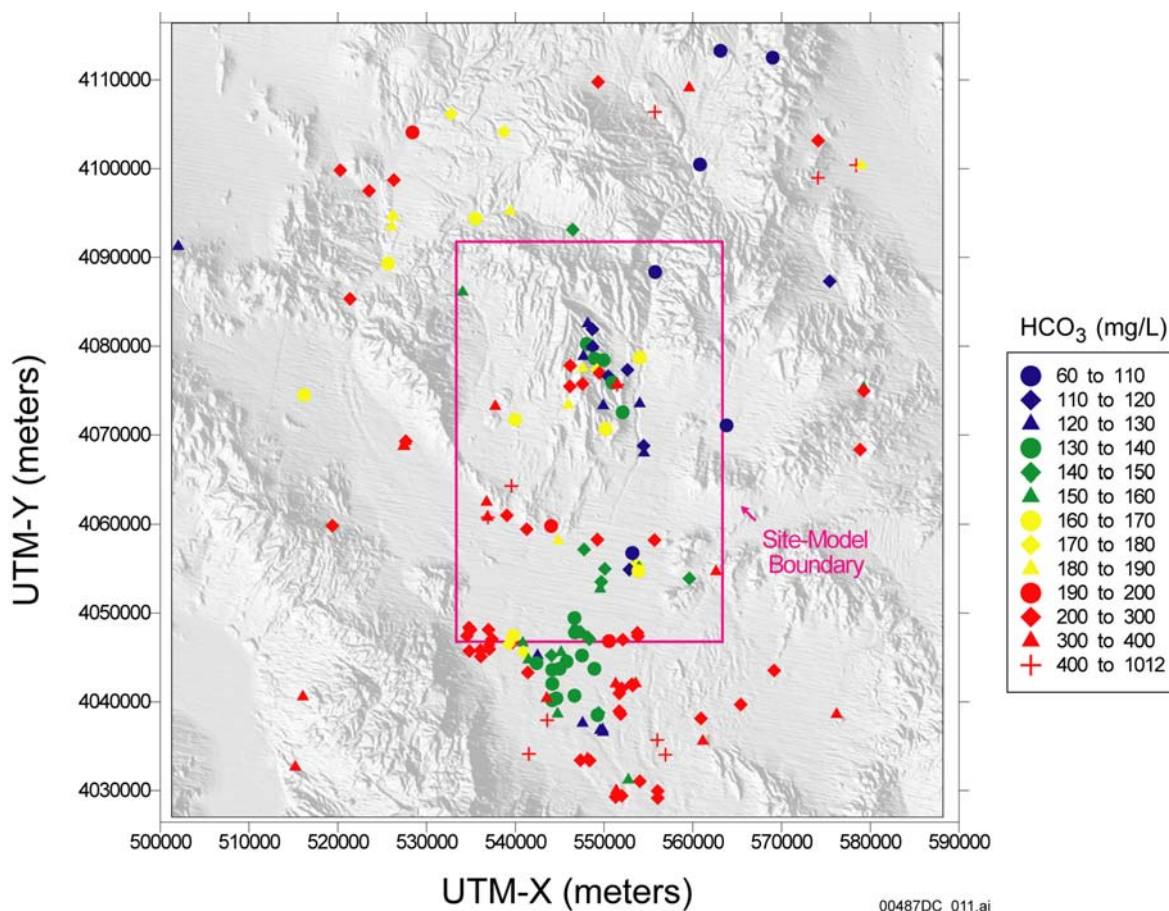 4110000
4100000
4090000
4080000
4070000
4060000
4050000
4040000
4030000
UTM-Y (meters)
500000 510000 520000 530000 540000 550000 560000 570000 580000 590000
UTM-X (meters)
Site-Model
Boundary
HCO₃ (mg/L)
60 to 110
110 to 120
120 to 130
130 to 140
140 to 150
150 to 160
160 to 170
170 to 180
180 to 190
190 to 200
200 to 300
300 to 400
400 to 1012
00487DC_011.ai